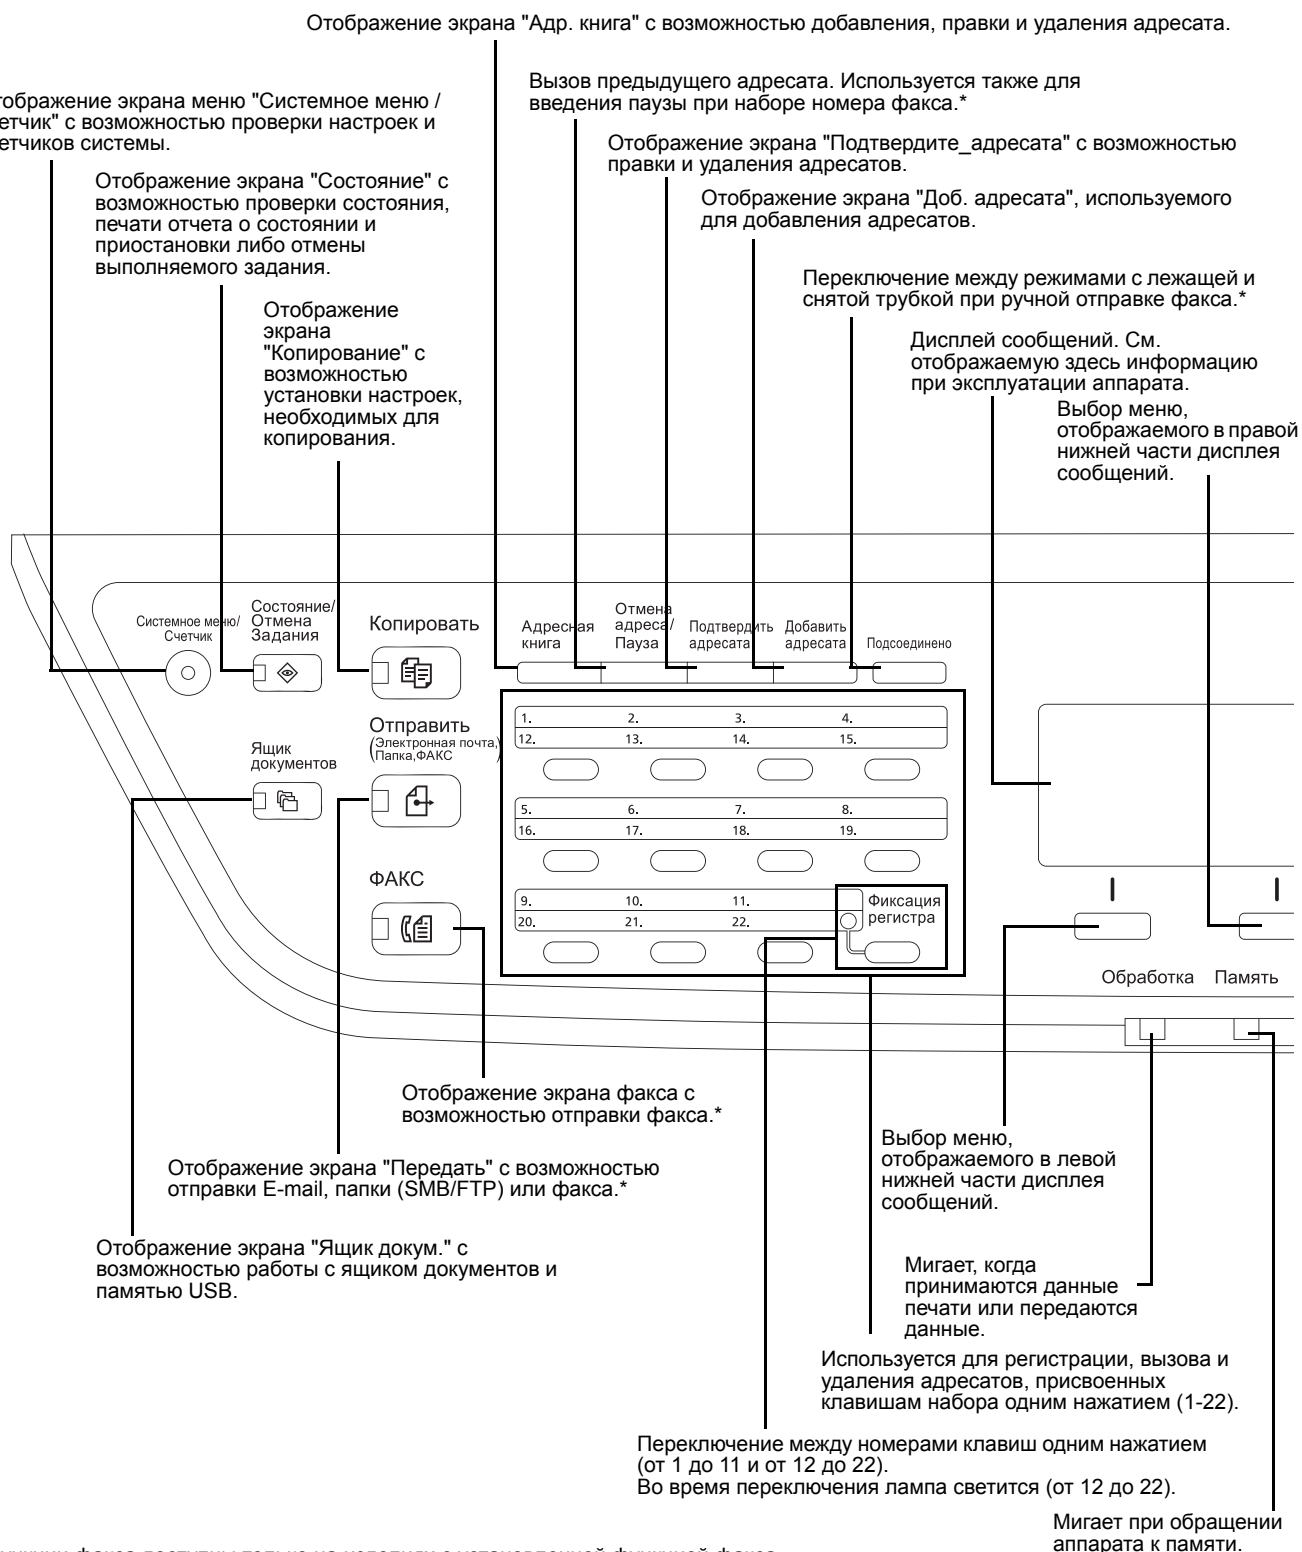 Отображение экрана "Адр. книга" с возможностью добавления, правки и удаления адресата.
Вызов предыдущего адресата. Используется также для
введения паузы при наборе номера факса.*
тображение экрана меню "Системное меню /
етчик" с возможностью проверки настроек и
етчиков системы.
Отображение экрана "Подтвердите_адресата" с возможностью
правки и удаления адресатов.
Отображение экрана "Состояние" с
возможностью проверки состояния,
печати отчета о состоянии и
приостановки либо отмены
выполняемого задания.
Отображение экрана "Доб. адресата", используемого
для добавления адресатов.
Переключение между режимами с лежащей и
снятой трубкой при ручной отправке факса.*
Отображение
экрана
"Копирование" с
возможностью
установки настроек,
необходимых для
копирования.
Дисплей сообщений. См.
отображаемую здесь информацию
при эксплуатации аппарата.
Выбор меню,
отображаемого в правой
нижней части дисплея
сообщений.
Системное меню/
Счетчик
Состояние/
Отмена
Задания
Копировать
Адресная
книга
Отмена
адреса/
Пауза
Подтвердить
адресата
Добавить
адресата
Подсоединено
Ящик
документов
Отправить
(Электронная почта,
Папка,ФАКС)
ФАКС
1. 2. 3. 4.
12. 13. 14. 15.
5. 6. 7. 8.
16. 17. 18. 19.
9. 10. 11.
20. 21. 22.
Фиксация
регистра
Обработка Память
Отображение экрана факса с
возможностью отправки факса.*
Отображение экрана "Передать" с возможностью
отправки E-mail, папки (SMB/FTP) или факса.*
Отображение экрана "Ящик докум." с
возможностью работы с ящиком документов и
памятью USB.
Выбор меню,
отображаемого в левой
нижней части дисплея
сообщений.
Мигает, когда
принимаются данные
печати или передаются
данные.
Используется для регистрации, вызова и
удаления адресатов, присвоенных
клавишам набора одним нажатием (1-22).
Переключение между номерами клавиш одним нажатием
(от 1 до 11 и от 12 до 22).
Во время переключения лампа светится (от 12 до 22).
Мигает при обращении
аппарата к памяти.